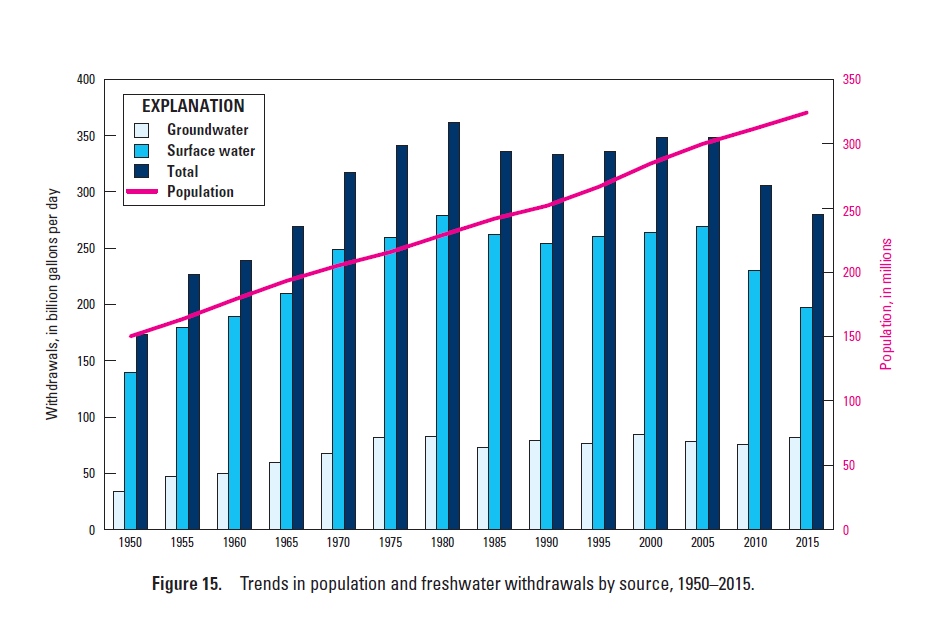 EXPLANATION
Groundwater
Surface water
Total
Population
Withdrawals, in billion gallons per day
400
350
300
250
200
150
100
50
0
350
300
250
200
150
100
50
0
Population, in millions
1950 1955 1960 1965 1970 1975 1980 1985 1990 1995 2000 2005 2010 2015
Figure 15. Trends in population and freshwater withdrawals by source, 1950–2015.